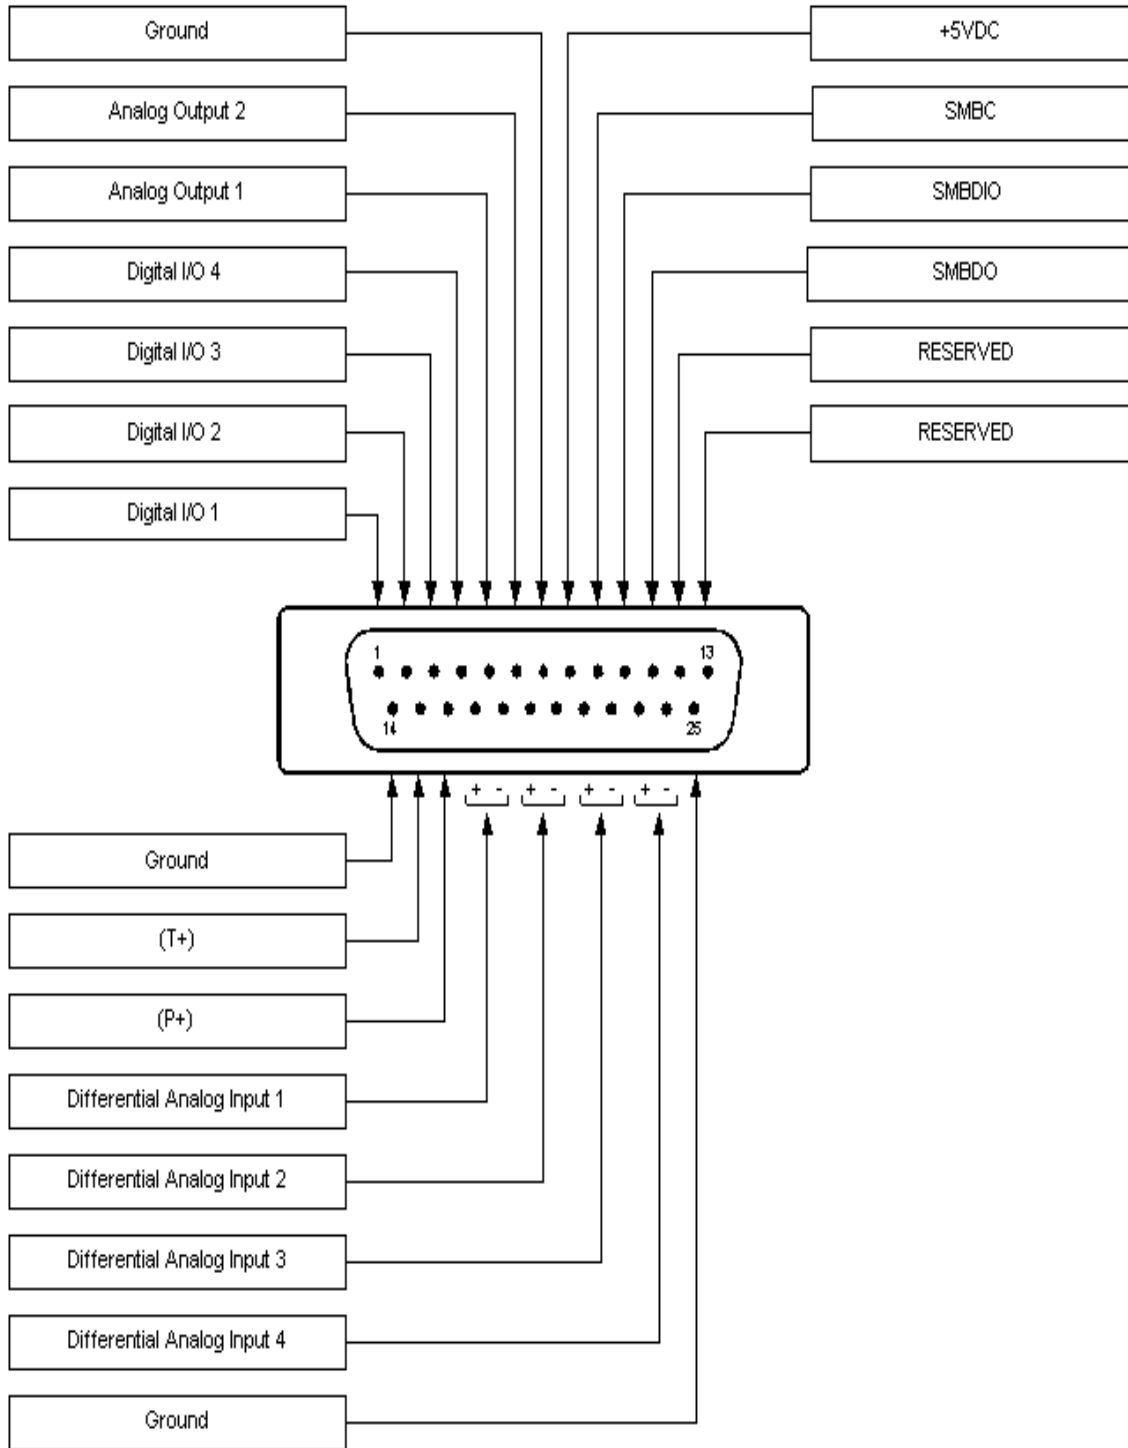 Ground
+5VDC
Analog Output 2
SMBC
Analog Output 1
SMBDIO
Digital I/O 4
SMBDO
Digital I/O 3
RESERVED
Digital I/O 2
RESERVED
Digital I/O 1
1
13
14
25
+ - + - + - + -
Ground
(T+)
(P+)
Differential Analog Input 1
Differential Analog Input 2
Differential Analog Input 3
Differential Analog Input 4
Ground